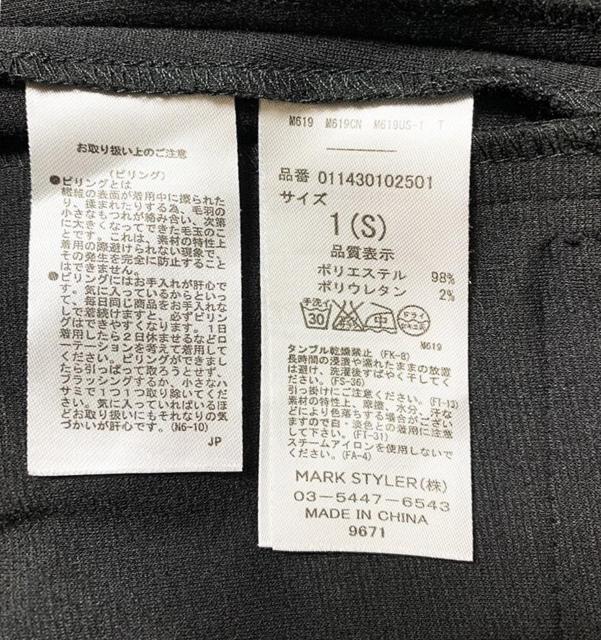 お取り扱い上のご注意
(ピリング)
●ピリングとは
繊維の表面が着用中に擦られた
り、揉まれたりする為、毛羽の
小さなもつれが絡み合い、次第
に大きくなってできた毛玉のこ
とです。これは、素材の特性上
着用の際避けられない現象で、
その発生を完全に防止すること
はできません。
●ピリングにはお手入れが肝心で
す。気に入っているからといっ
て、毎日同じ商品をお手入れな
しで着続けますと、必ずピリン
グはできやすくなります。1日
着用したら2日休ませるなどロ
ーテーションを考えて着用して
ください。ピリングができまし
たら引っぱって取ろうとせず、
ブラッシングするか、小さなハ
サミで1つ1つ取り除いてくだ
さい。気に入っていればいるほ
どお取り扱いにもそれなりの気
づかいが肝心です。(N6-10)
JP
M619 M619CN M619US-1 T
品番 011430102501
サイズ
1(S)
品質表示
ポリエステル 98%
ポリウレタン 2%
手洗イ 30 中 ドライ セキユ系
M619
タンブル乾燥禁止 (FK-8)
長時間の浸漬や濡れたままの放置
は避け、洗濯後すばやく干してく
ださい。(FS-36)
引っ掛けにご注意ください。(FT-13)
素材の特性上、摩擦、水分、汗な
どにより色落ちする場合がござい
ますので白・淡色との着用に注意
して下さい。(FT-31)
スチームアイロンを使用しないで
ください。(FA-4)
MARK STYLER(株)
03-5447-6543
MADE IN CHINA
9671